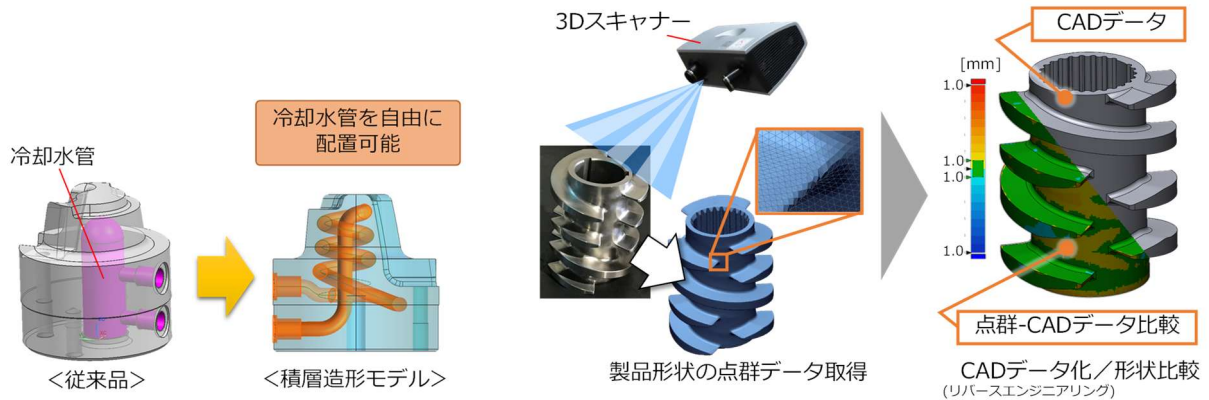 冷却水管
冷却水管を自由に
配置可能
＜従来品＞
＜積層造形モデル＞
3Dスキャナー
製品形状の点群データ取得
CADデータ
[mm]
1.0
1.0
1.0
1.0
点群-CADデータ比較
CADデータ化／形状比較
(リバースエンジニアリング)